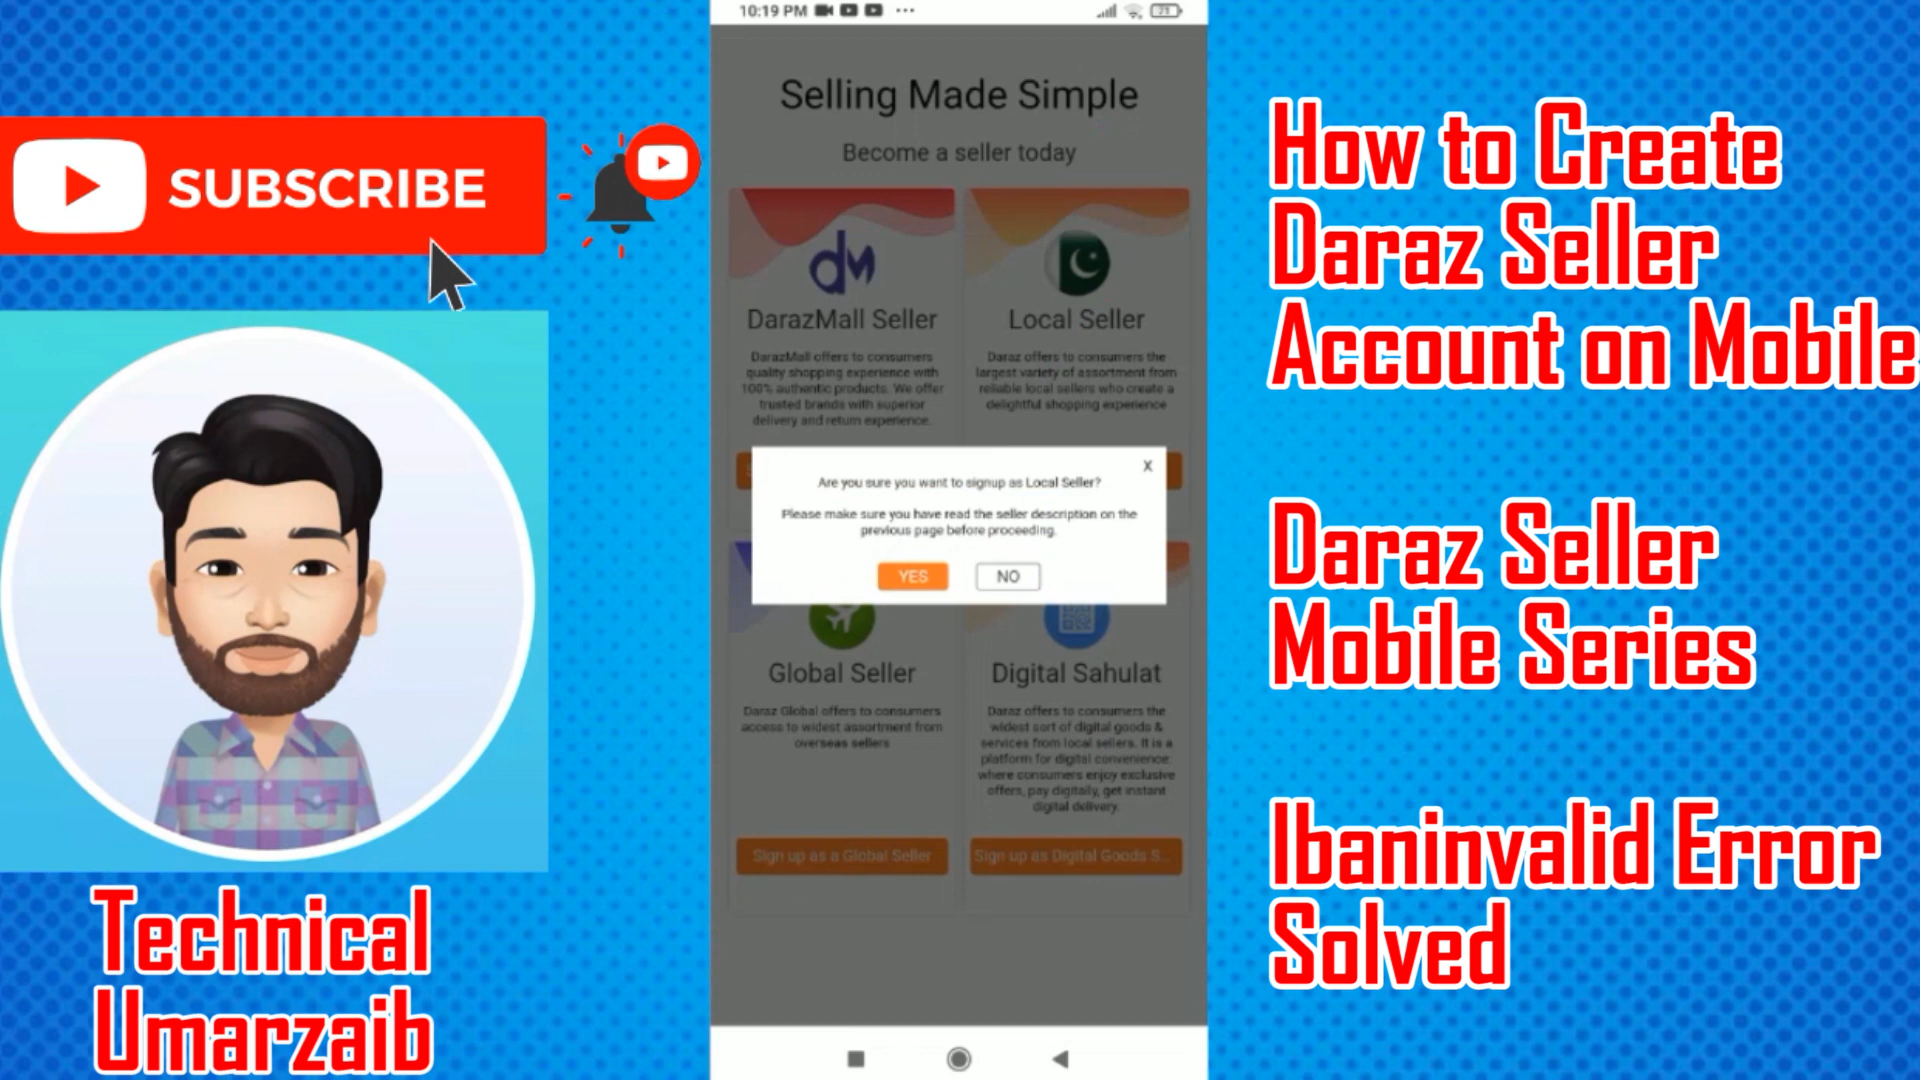 10:19 PM
71
SUBSCRIBE
Technical
Umarzaib
Selling Made Simple
Become a seller today
dm
DarazMall Seller
DarazMall offers to consumers
quality shopping experience with
100% authentic products. We offer
trusted brands with superior
delivery and return experience.
Local Seller
Daraz offers to consumers the
largest variety of assortment from
reliable local sellers who create a
delightful shopping experience
X
Are you sure you want to signup as Local Seller?
Please make sure you have read the seller description on the
previous page before proceeding.
YES
NO
Global Seller
Daraz Global offers to consumers
access to widest assortment from
overseas sellers
Sign up as a Global Seller
Digital Sahulat
Daraz offers to consumers the
widest sort of digital goods &
services from local sellers. It is a
platform for digital convenience:
where consumers enjoy exclusive
offers, pay digitally, get instant
digital delivery.
Sign up as Digital Goods S...
How to Create
Daraz Seller
Account on Mobile
Daraz Seller
Mobile Series
Ibaninvalid Error
Solved